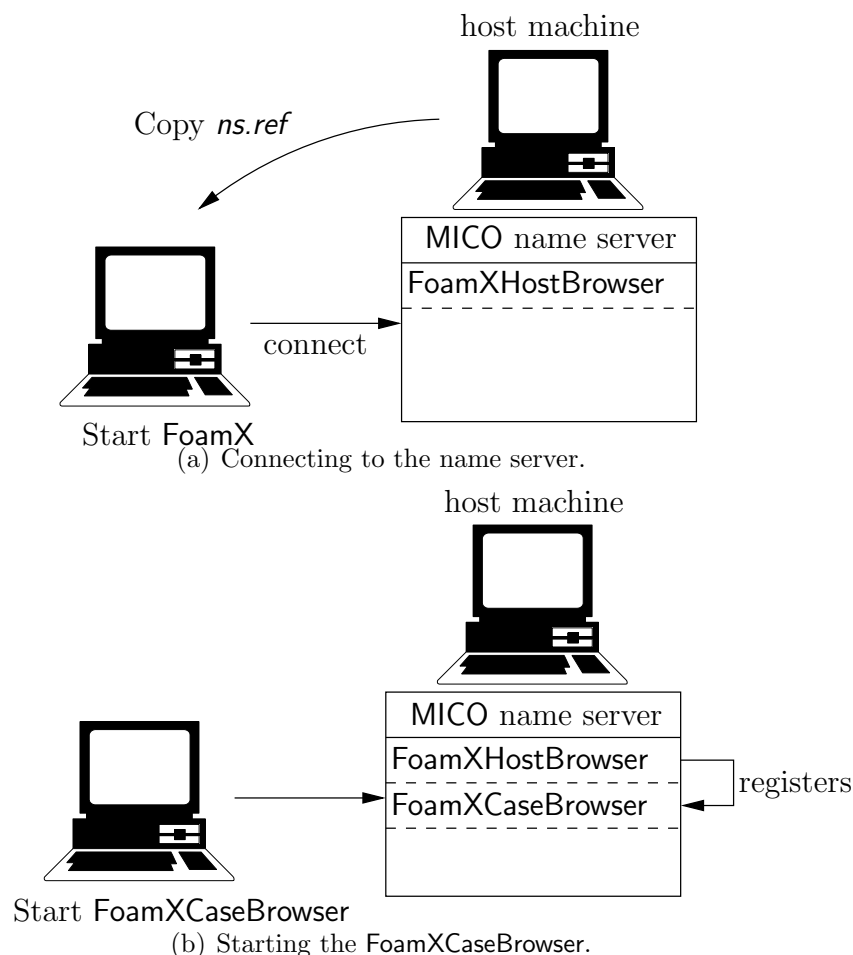 host machine
Copy ns.ref
MICO name server
FoamXHostBrowser
connect
Start FoamX
(a) Connecting to the name server.
host machine
MICO name server
FoamXHostBrowser
registers
FoamXCaseBrowser
Start FoamXCaseBrowser
(b) Starting the FoamXCaseBrowser.